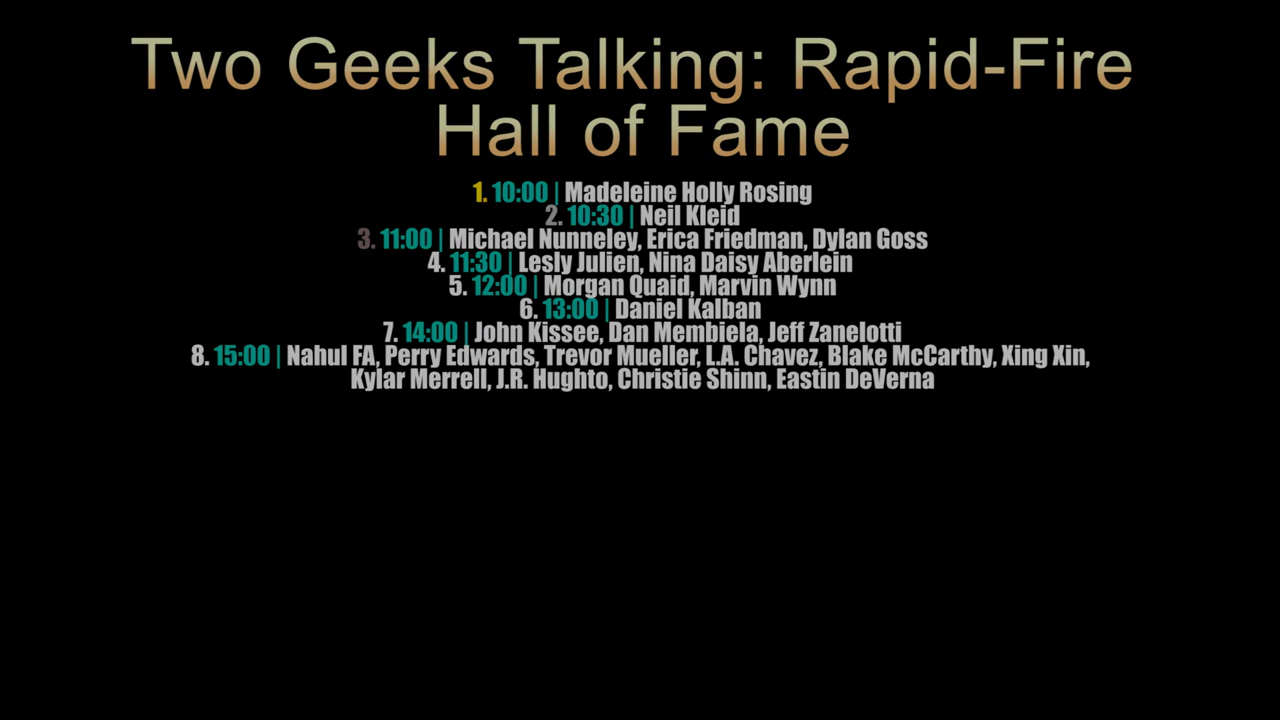 Two Geeks Talking: Rapid-Fire
Hall of Fame
1. 10:00 | Madeleine Holly Rosing
2. 10:30 | Neil Kleid
3. 11:00 | Michael Nunneley, Erica Friedman, Dylan Goss
4. 11:30 | Lesly Julien, Nina Daisy Aberlein
5. 12:00 | Morgan Quaid, Marvin Wynn
6. 13:00 | Daniel Kalban
7. 14:00 | John Kissee, Dan Membiela, Jeff Zanelotti
8. 15:00 | Nahul FA, Perry Edwards, Trevor Mueller, L.A. Chavez, Blake McCarthy, Xing Xin,
Kylar Merrell, J.R. Hughto, Christie Shinn, Eastin DeVerna